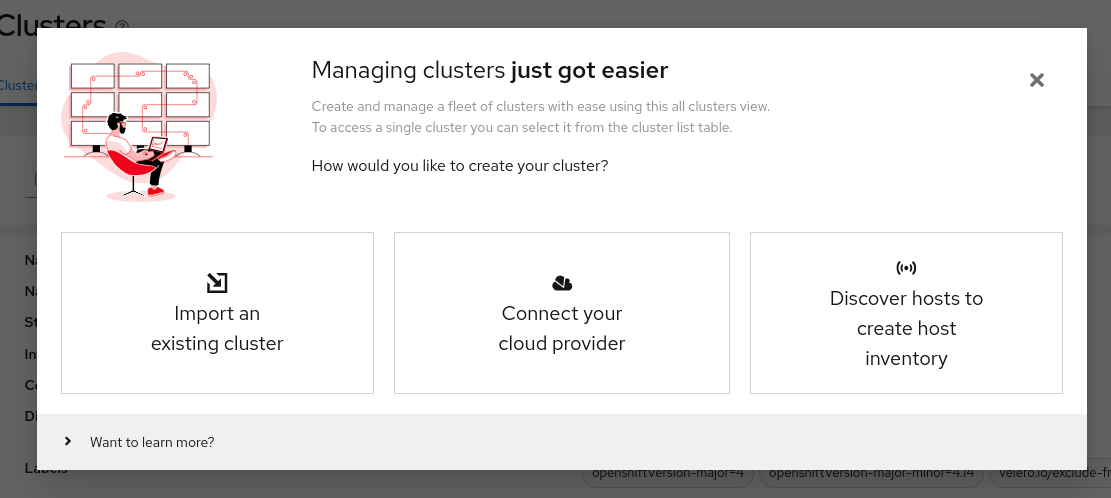 Clusters
Managing clusters just got easier
Cluster
Create and manage a fleet of clusters with ease using this all clusters view.
To access a single cluster you can select it from the cluster list table.
How would you like to create your cluster?
Import an
existing cluster
Connect your
cloud provider
Discover hosts to
create host
inventory
Want to learn more?
Labels
openshiftVersion-major=4
openshiftVersion-major-minor=4.14
velero.io/exclude-fr